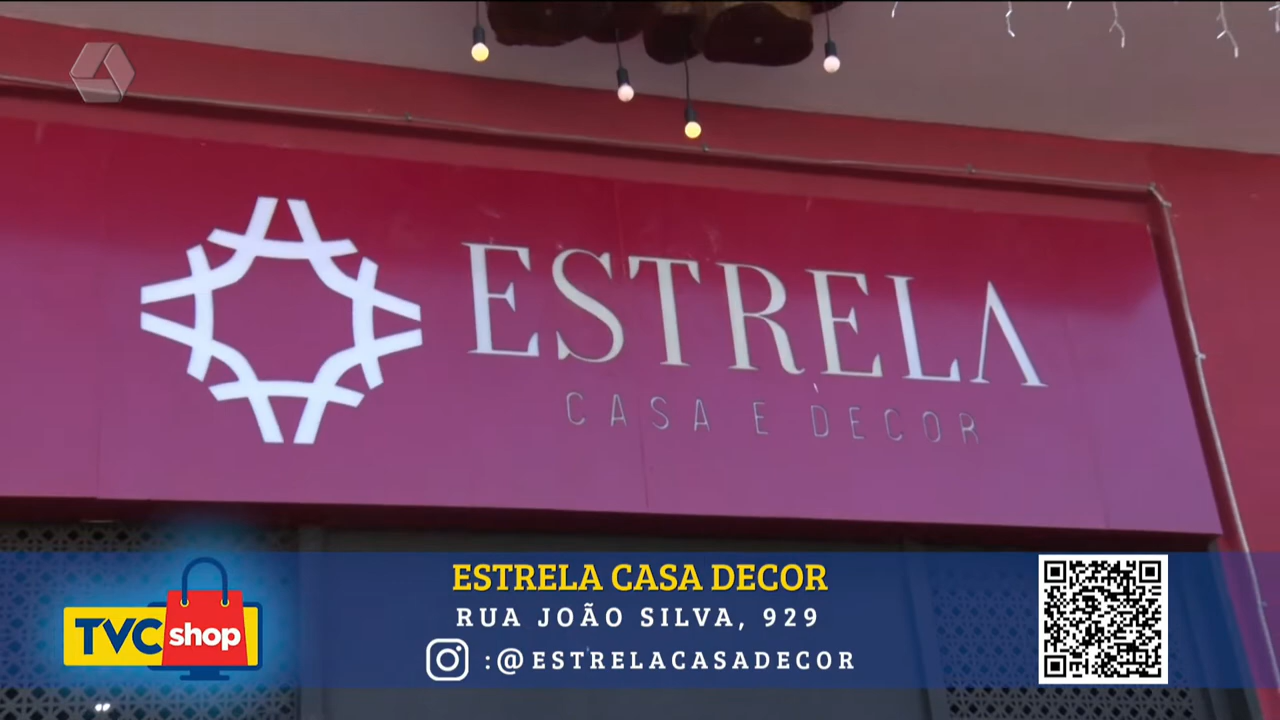 ESTRELA
CASA E DECOR
TVC shop
ESTRELA CASA DECOR
RUA JOÃO SILVA, 929
:@ESTRELACASADECOR